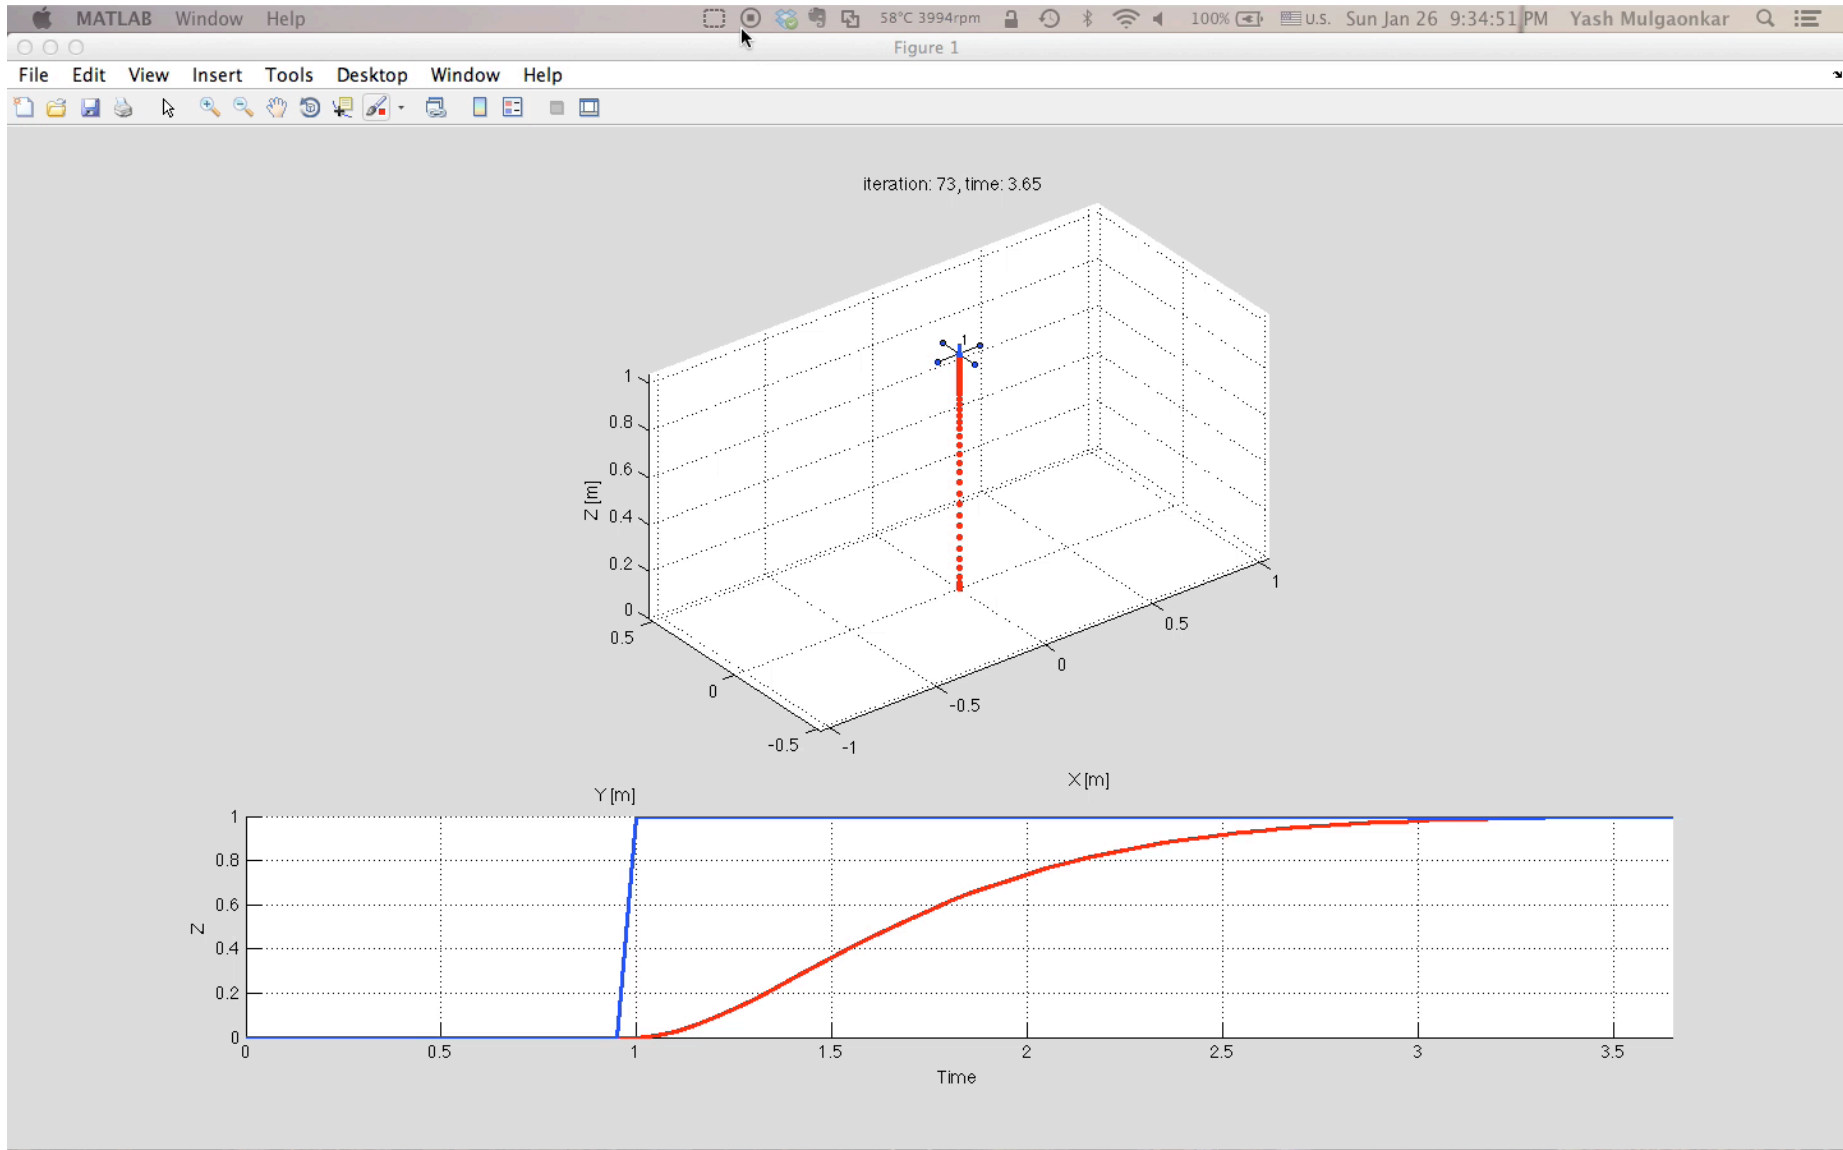 MATLAB Window Help 58°C 3994rpm 100% U.S. Sun Jan 26 9:34:51 PM Yash Mulgaonkar
Figure 1
File Edit View Insert Tools Desktop Window Help
iteration: 73, time: 3.65
1
1
0.8
0.6
Z [m]
0.4
0.2
0
0.5
0
-0.5
-1
-0.5
0
0.5
1
X [m]
Y [m]
1
0.8
0.6
Z
0.4
0.2
0
0 0.5 1 1.5 2 2.5 3 3.5
Time